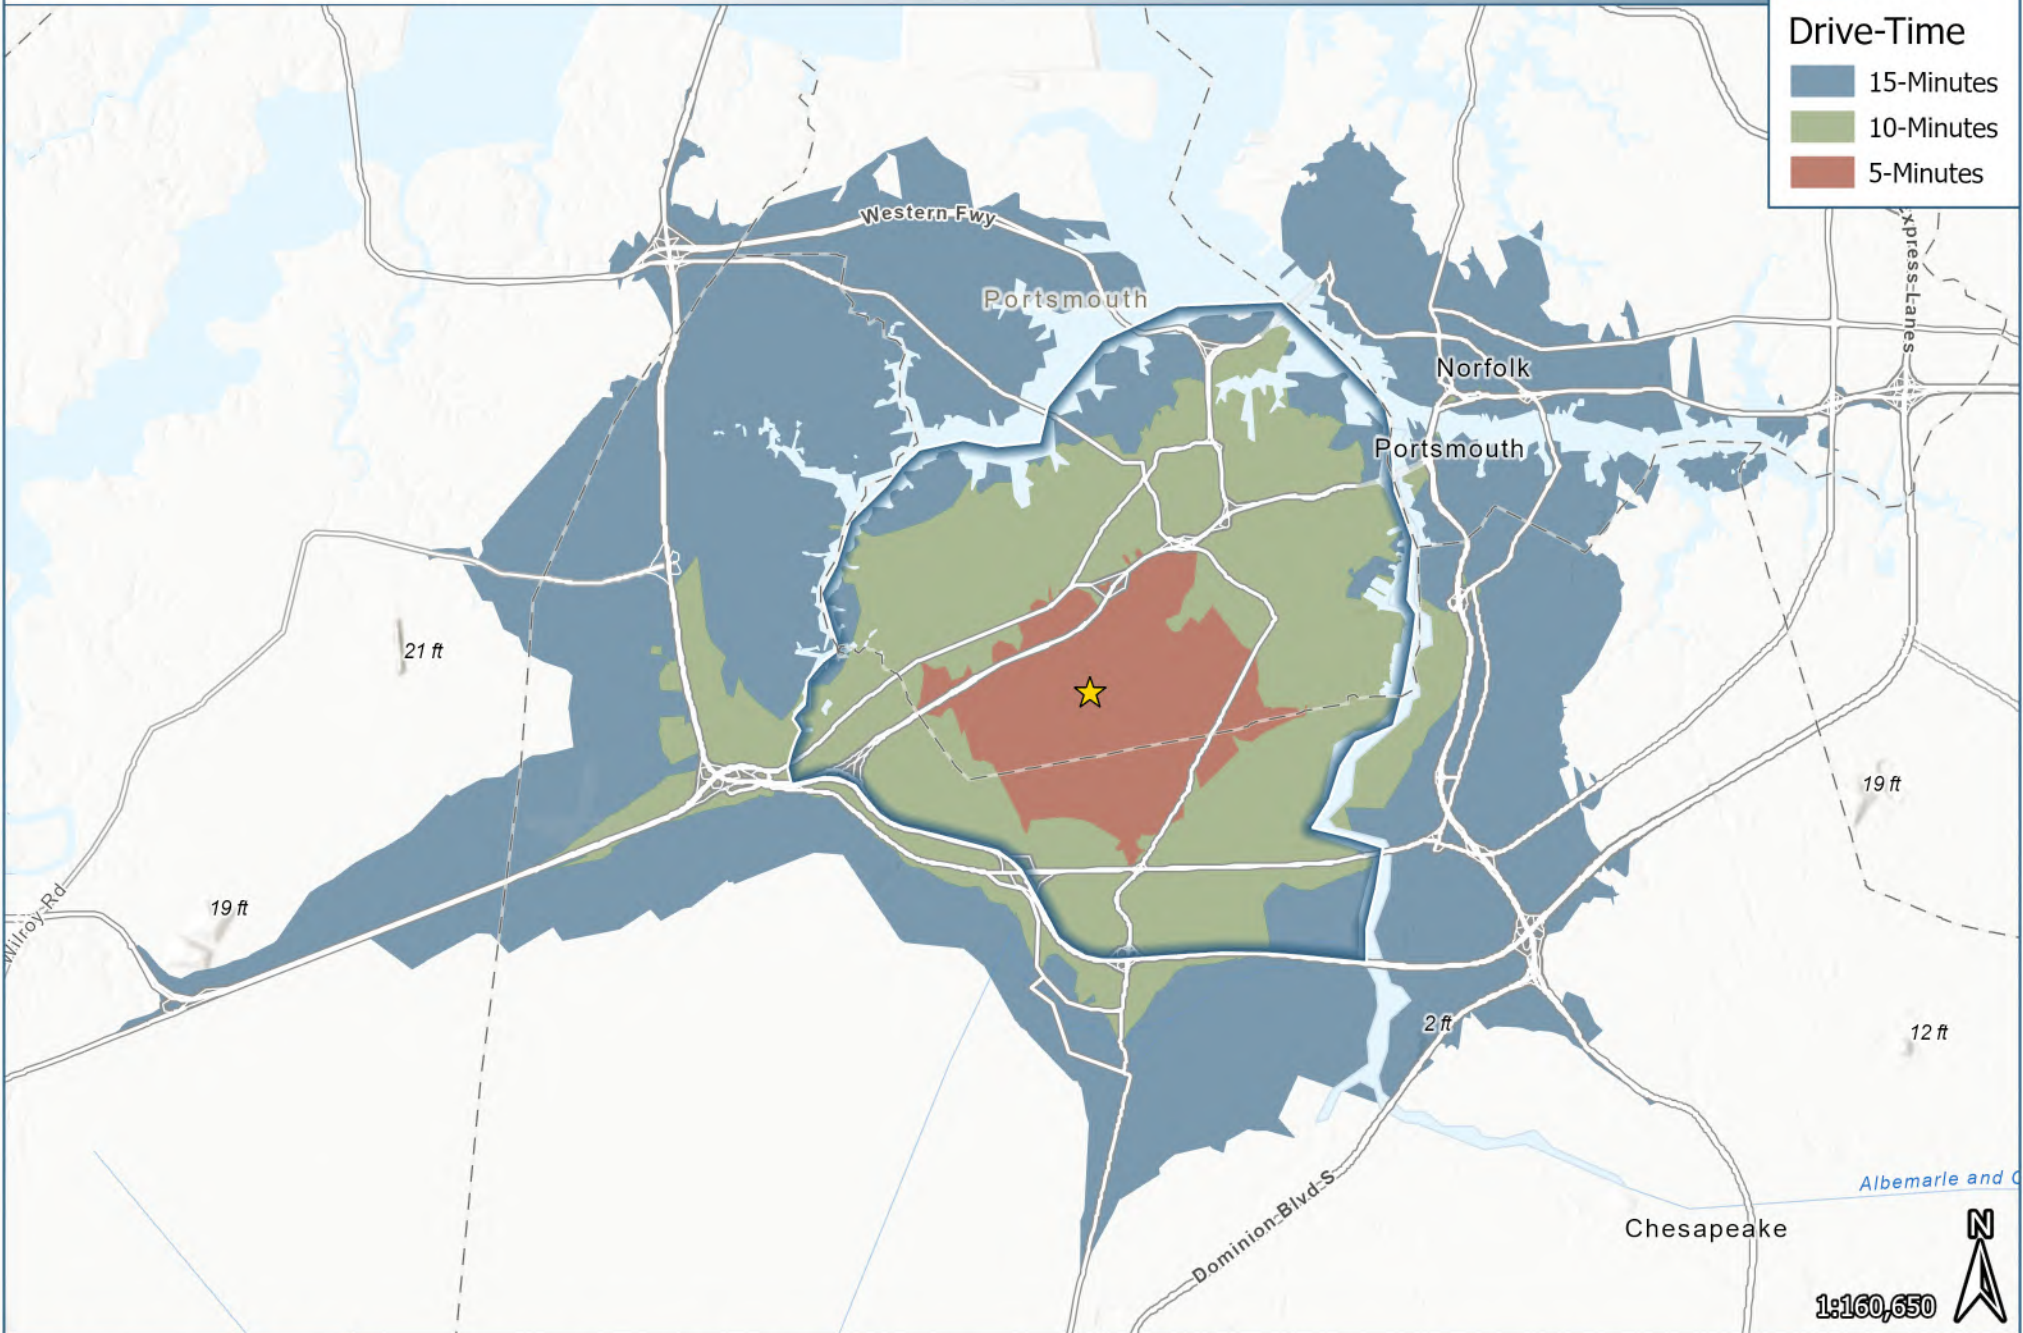 Drive-Time
15-Minutes
10-Minutes
5-Minutes
Western Fwy
Express Lanes
Portsmouth
Norfolk
Portsmouth
21 ft
19 ft
Wilroy Rd
19 ft
2 ft
12 ft
Albemarle and
Dominion Blvd S
Chesapeake
N
1:160,650